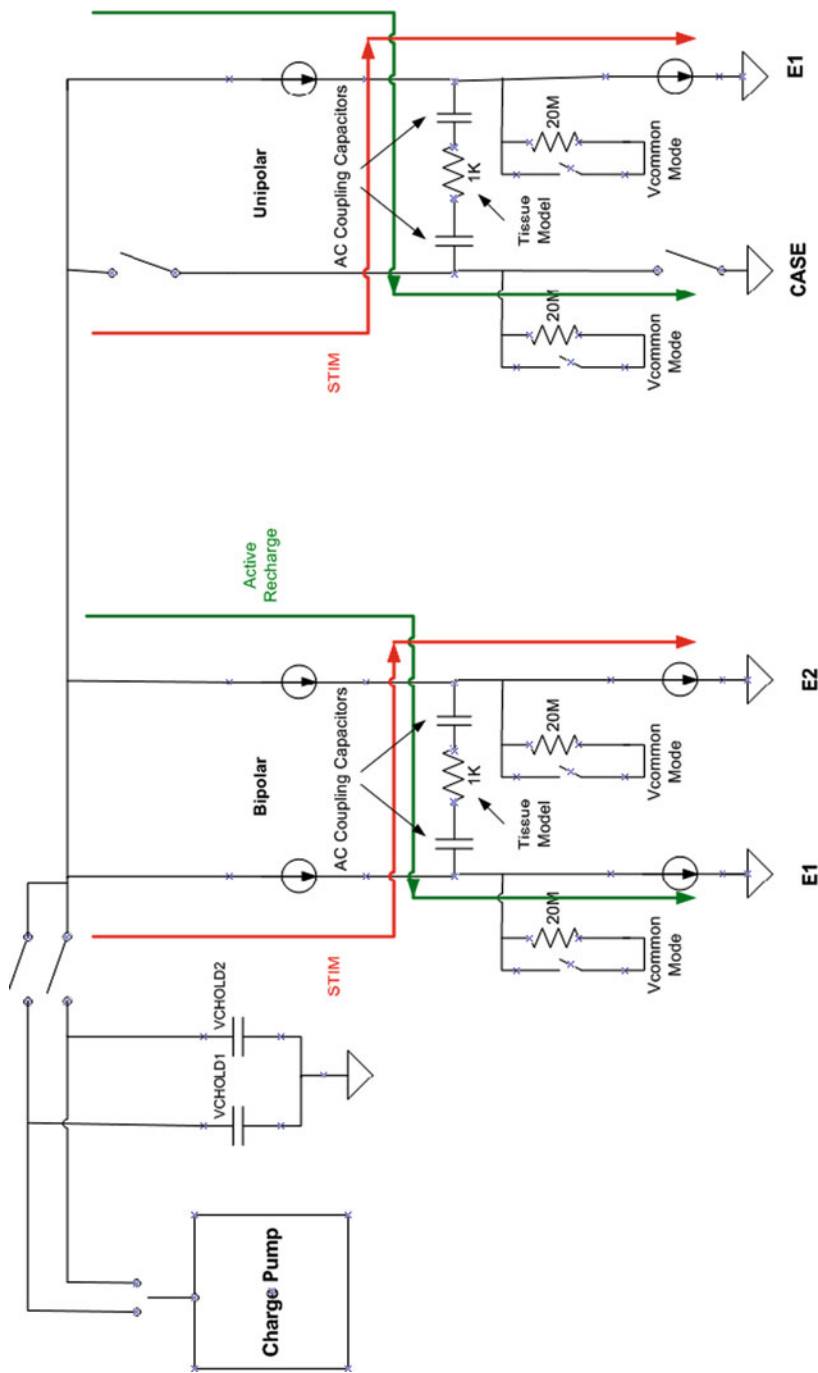 Charge Pump
VCHOLD1
VCHOLD2
STIM
Bipolar
AC Coupling Capacitors
1K
Tissue
Model
20M
Vcommon
Mode
E1
20M
Vcommon
Mode
E2
Active
Recharge
STIM
Unipolar
AC Coupling Capacitors
1K
Tissue
Model
20M
Vcommon
Mode
CASE
20M
Vcommon
Mode
E1